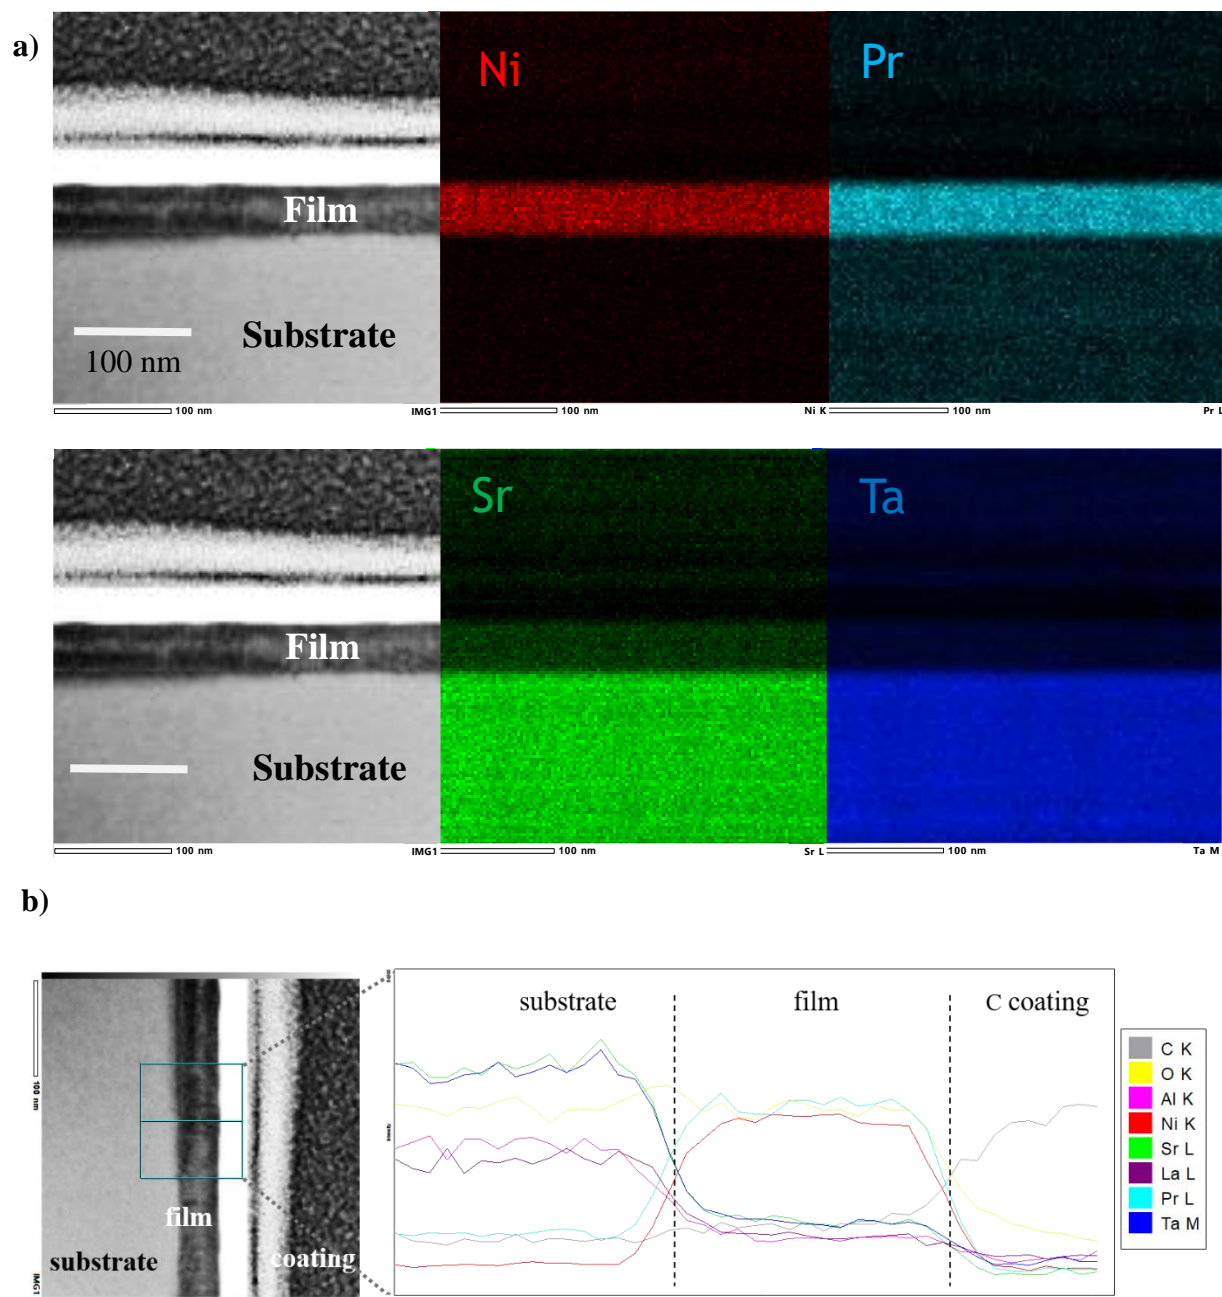 a)
Ni
Pr
Film
Substrate
100 nm
100 nm
IMG1
100 nm
Ni K
100 nm
Pr L
Sr
Ta
Film
Substrate
100 nm
IMG1
100 nm
Sr L
100 nm
Ta M
b)
substrate
film
C coating
100 nm
film
substrate
coating
IMG1
Intensity
C K
O K
Al K
Ni K
Sr L
La L
Pr L
Ta M